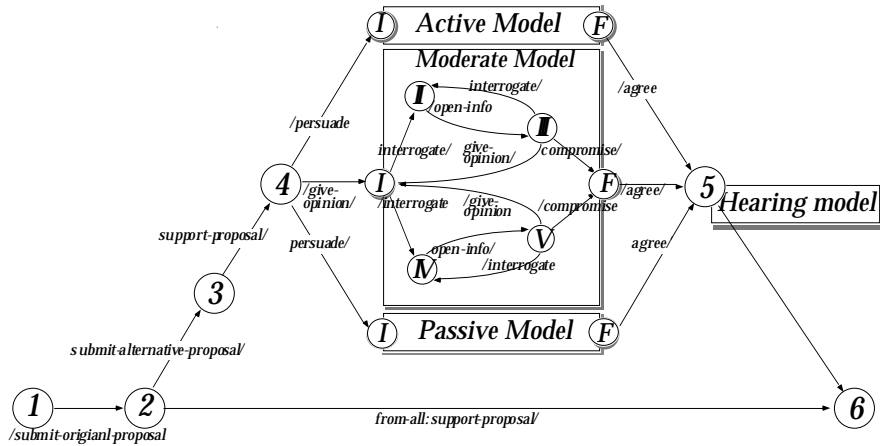 I
Active Model
F
Moderate Model
interrogate/
II
/open-info
III
/agree
/persuade
interrogate/
give-
opinion/
compromise/
4
/give-
opinion/
I
/interrogate
/give-
opinion
/compromise
F
/agree/
5
Hearing model
support-proposal/
persuade/
open-info/
V
agree/
IV
/interrogate
3
I
Passive Model
F
submit-alternative-proposal/
1
2
6
/submit-origianl-proposal
from-all:support-proposal/